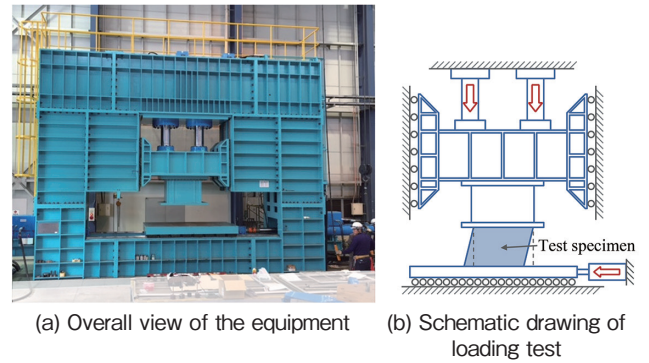 Test specimen
(a) Overall view of the equipment
(b) Schematic drawing of
loading test